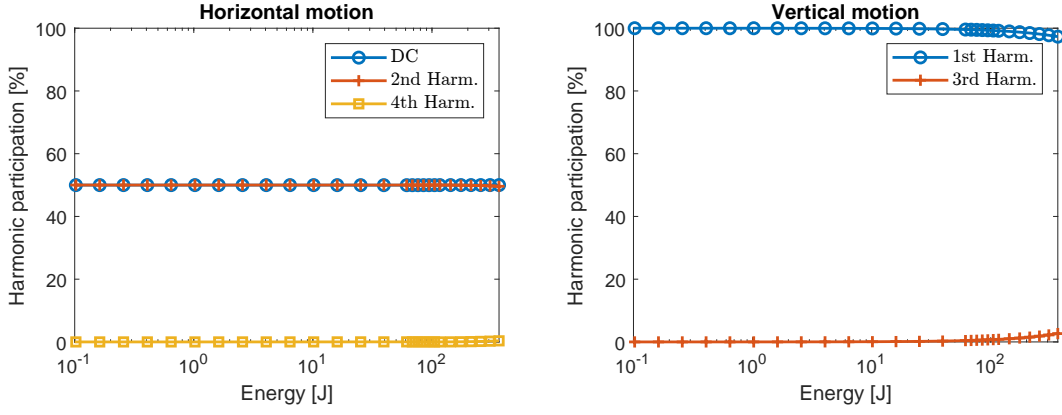 Horizontal motion
Harmonic participation [%]
100
80
60
40
20
0
DC
2nd Harm.
4th Harm.
10^-1
10^0
10^1
10^2
Energy [J]
Vertical motion
Harmonic participation [%]
100
80
60
40
20
0
1st Harm.
3rd Harm.
10^-1
10^0
10^1
10^2
Energy [J]